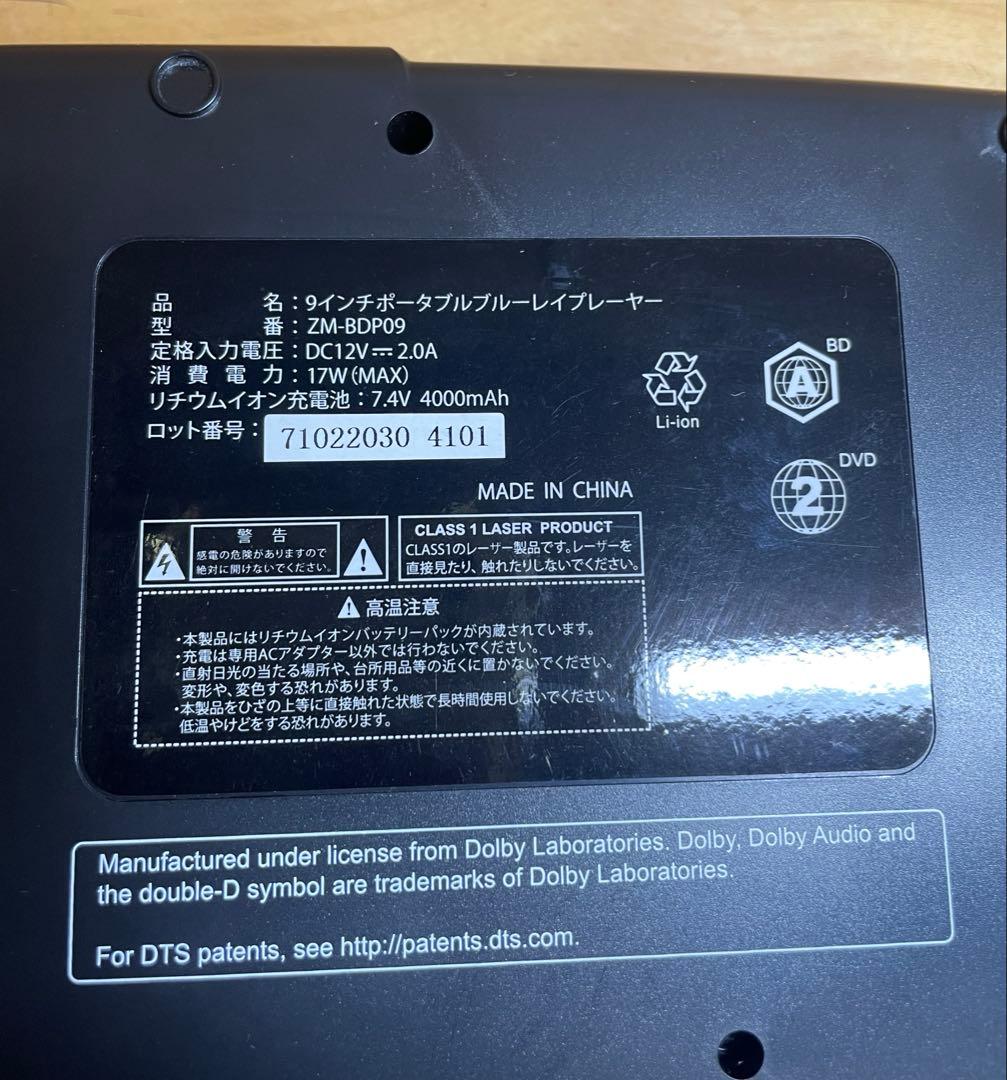 品　　　名：9インチポータブルブルーレイプレーヤー
型　　　番：ZM-BDP09
定格入力電圧：DC12V⎓2.0A
消 費 電 力：17W(MAX)
リチウムイオン充電池：7.4V 4000mAh
ロット番号：71022030 4101
Li-ion
A
BD
2
DVD
MADE IN CHINA
警 告
感電の危険がありますので
絶対に開けないでください。
CLASS 1 LASER PRODUCT
CLASS1のレーザー製品です。レーザーを
直接見たり、触れたりしないでください。
高温注意
・本製品にはリチウムイオンバッテリーパックが内蔵されています。
・充電は専用ACアダプター以外では行わないでください。
・直射日光の当たる場所や、台所用品等の近くに置かないでください。
変形や、変色する恐れがあります。
・本製品をひざの上等に直接触れた状態で長時間使用しないでください。
低温やけどをする恐れがあります。
Manufactured under license from Dolby Laboratories. Dolby, Dolby Audio and
the double-D symbol are trademarks of Dolby Laboratories.
For DTS patents, see http://patents.dts.com.